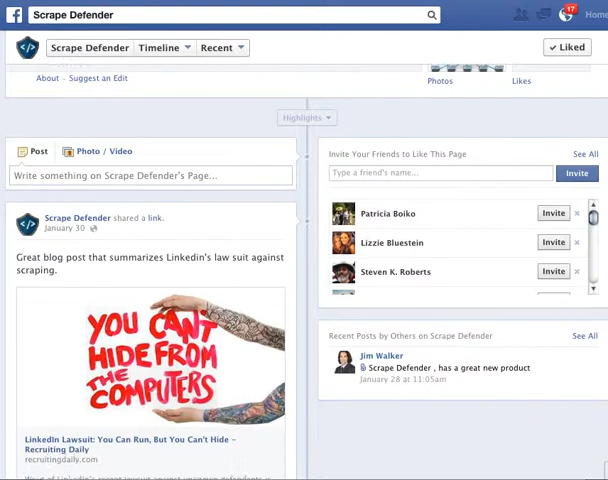 Scrape Defender
17
Home
Scrape Defender Timeline Recent
Liked
About · Suggest an Edit
Photos
Likes
Highlights
Post Photo / Video
Write something on Scrape Defender's Page...
Scrape Defender shared a link.
January 30
Great blog post that summarizes Linkedin's law suit against
scraping.
YOU CAN'T
HIDE FROM
THE
COMPUTERS
LinkedIn Lawsuit: You Can Run, But You Can't Hide –
Recruiting Daily
recruitingdaily.com
Invite Your Friends to Like This Page
See All
Type a friend's name...
Invite
Patricia Boiko
Invite
Lizzie Bluestein
Invite
Steven K. Roberts
Invite
Recent Posts by Others on Scrape Defender
See All
Jim Walker
Scrape Defender , has a great new product
January 28 at 11:05am